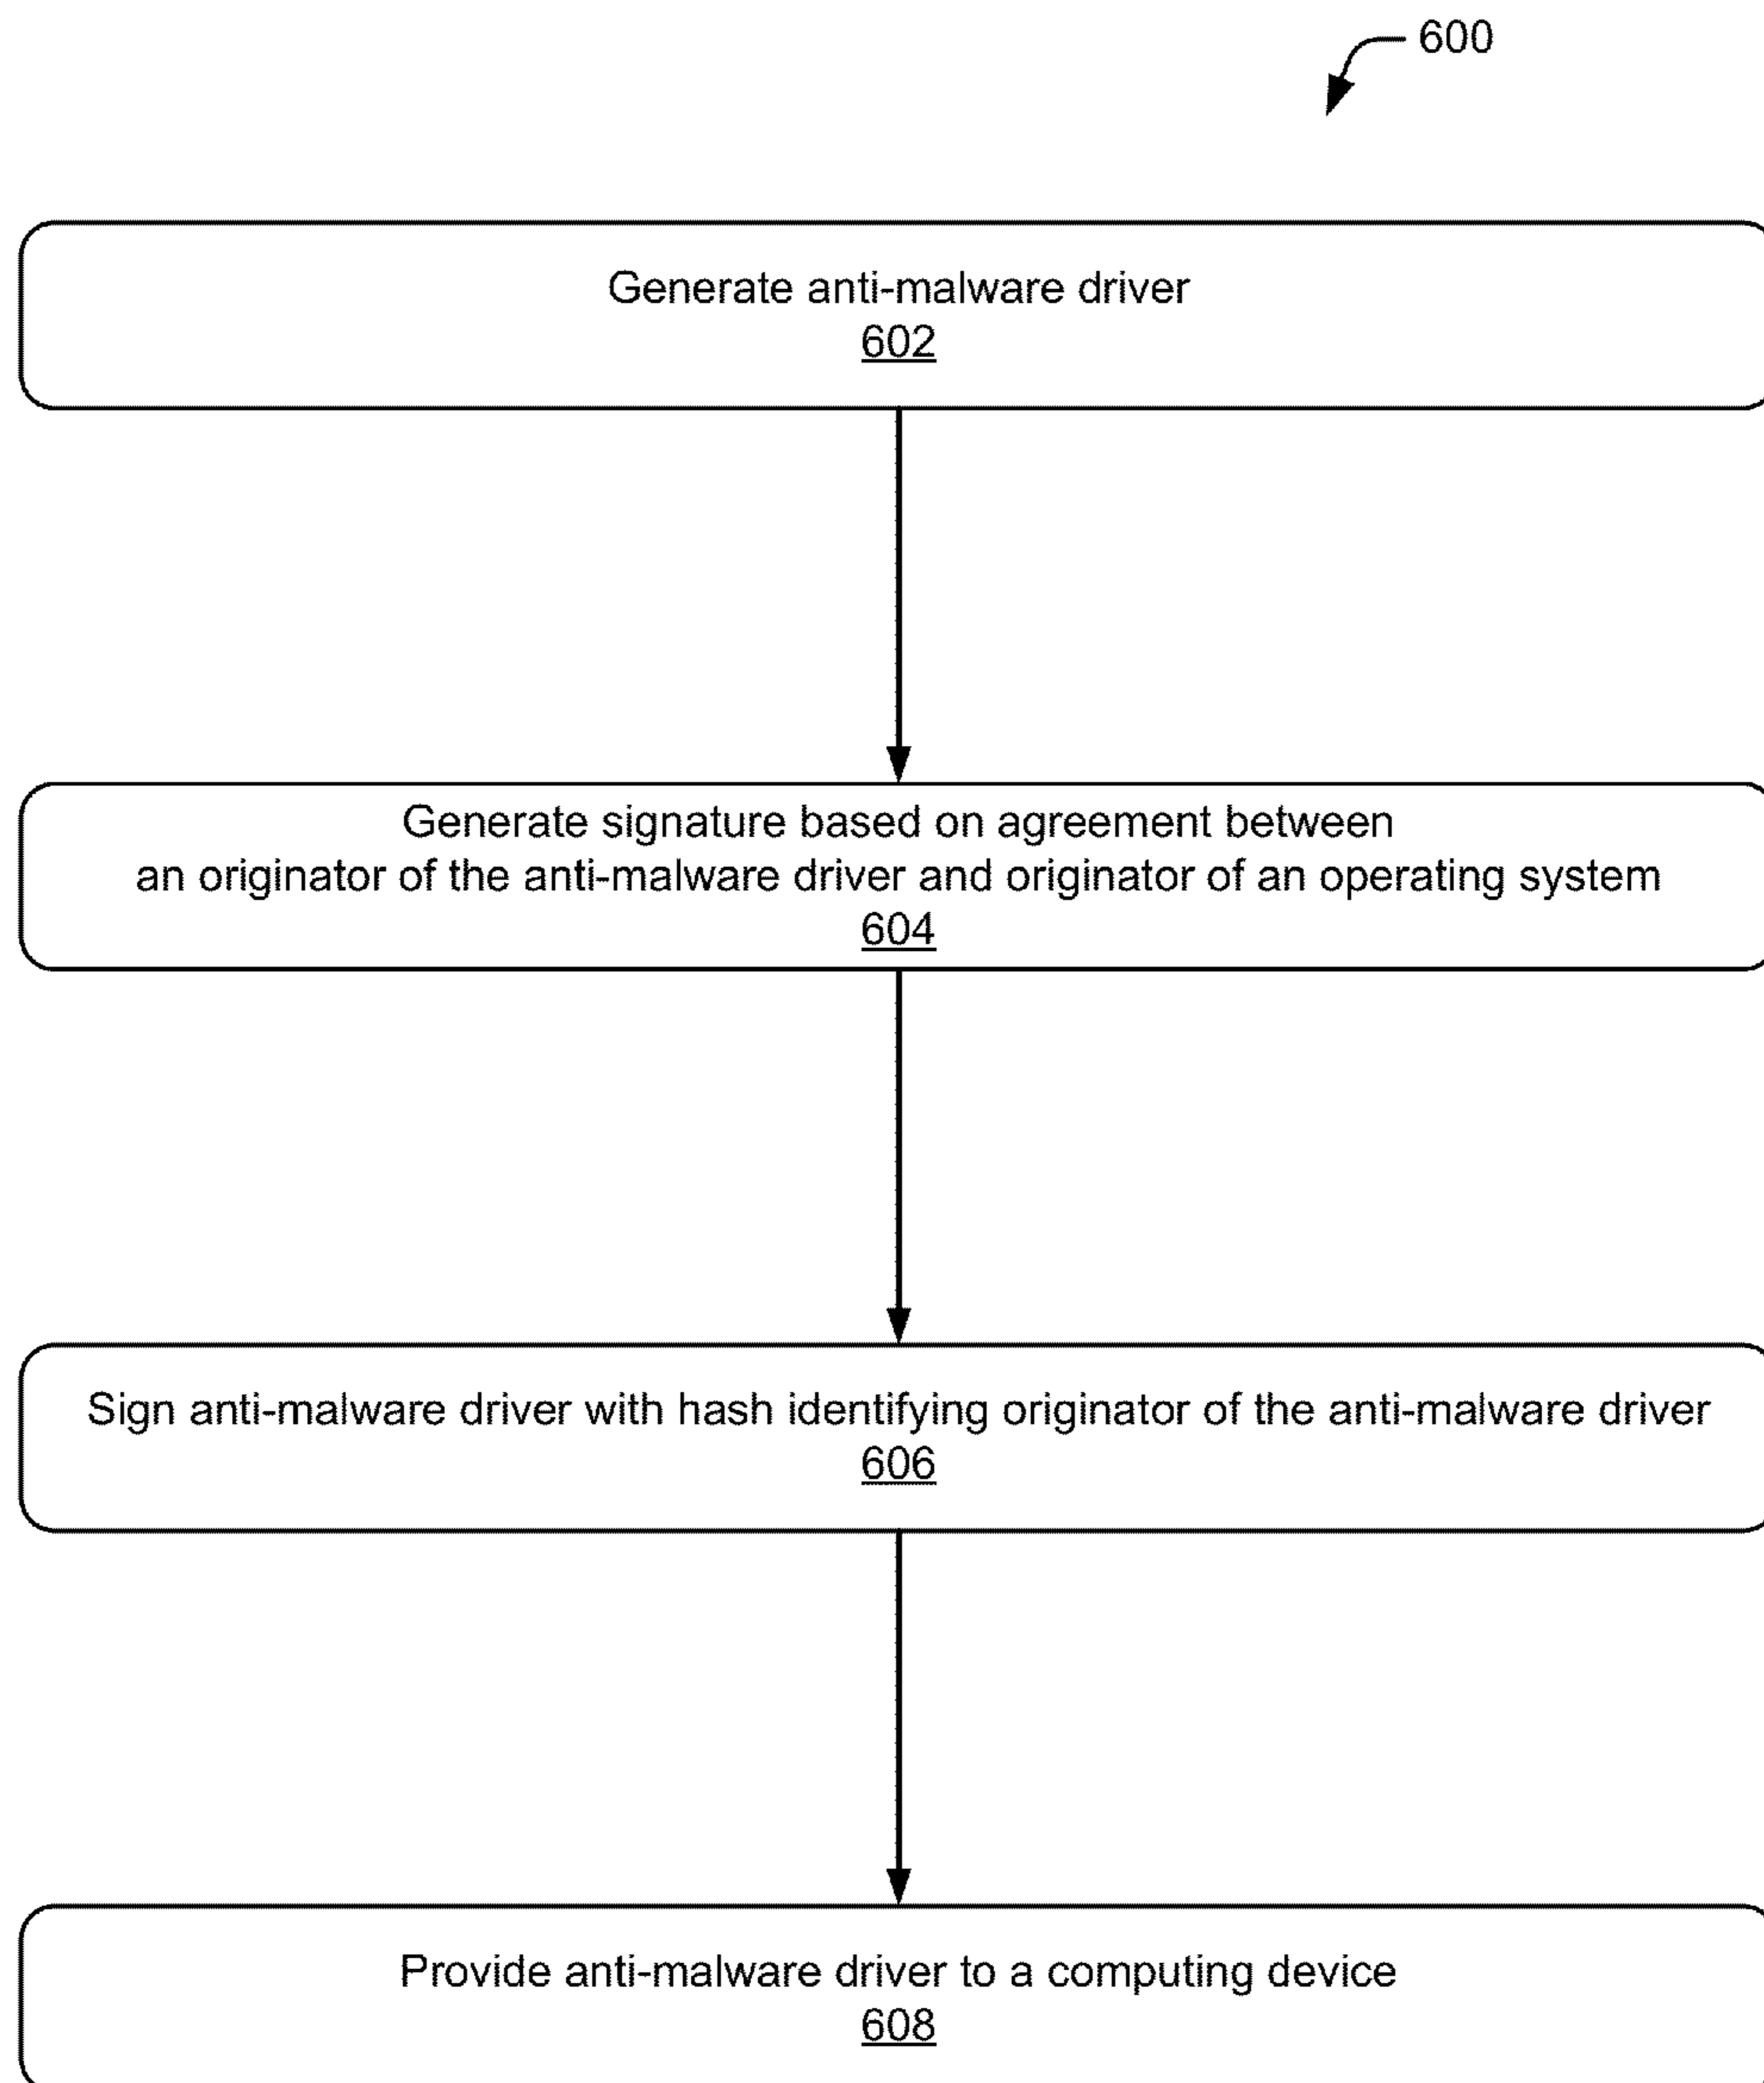 600
Generate anti-malware driver
602
Generate signature based on agreement between
an originator of the anti-malware driver and originator of an operating system
604
Sign anti-malware driver with hash identifying originator of the anti-malware driver
606
Provide anti-malware driver to a computing device
608